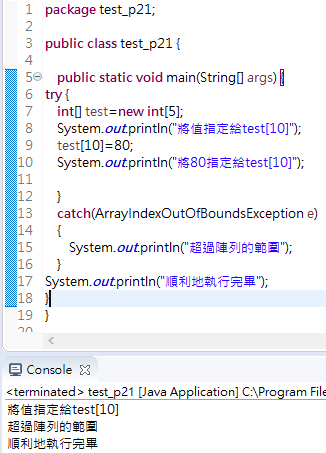 1 package test_p21;
2
3 public class test_p21 {
4
5 public static void main(String[] args) {
6 try {
7 int[] test=new int[5];
8 System.out.println("將值指定給test[10]");
9 test[10]=80;
10 System.out.println("將80指定給test[10]");
11
12 }
13 catch(ArrayIndexOutOfBoundsException e)
14 {
15 System.out.println("超過陣列的範圍");
16 }
17 System.out.println("順利地執行完畢");
18 }
19 }
20
Console
<terminated> test_p21 [Java Application] C:\Program File
將值指定給test[10]
超過陣列的範圍
順利地執行完畢